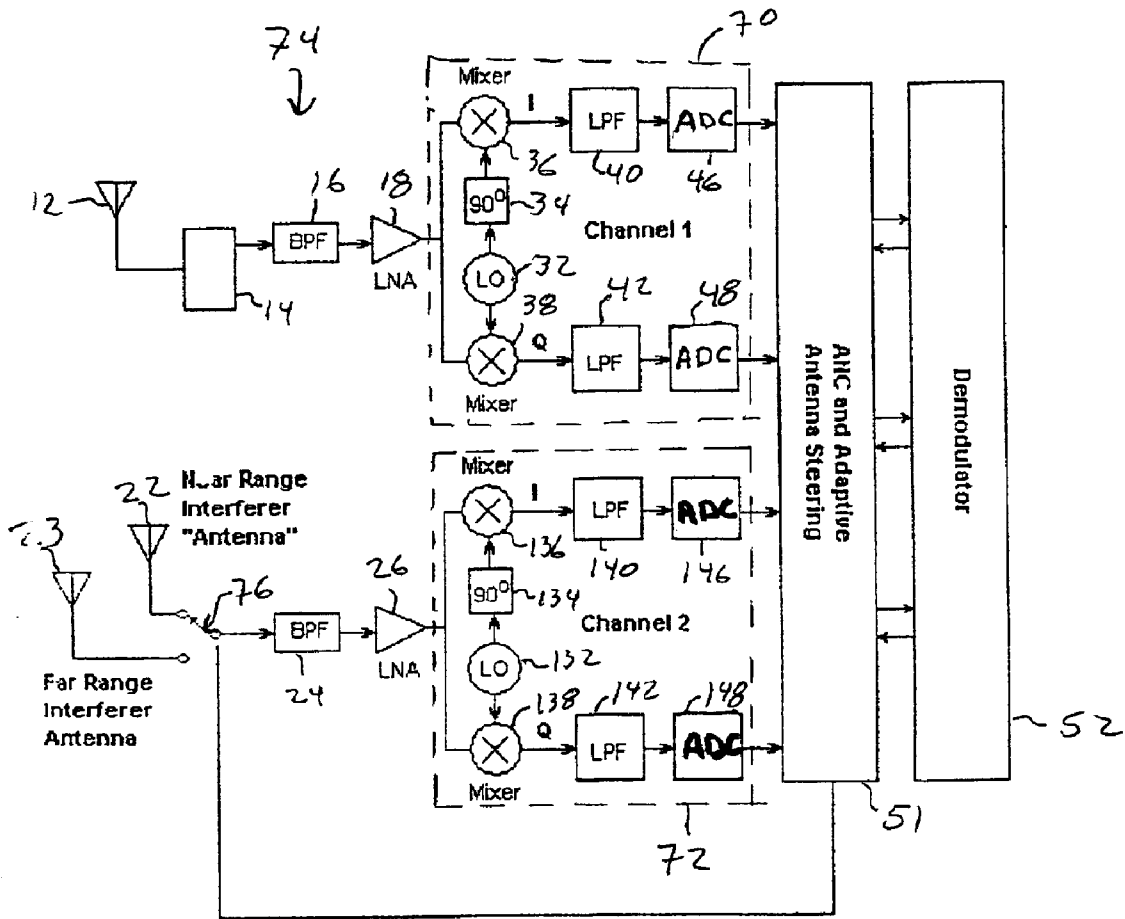 74
70
Mixer
I
LPF
ADC
36
40
46
12
16
18
90°
34
BPF
Channel 1
LNA
LO
32
14
38
42
48
Q
LPF
ADC
Mixer
ANC and Adaptive
Antenna Steering
Demodulator
Near Range
Interferer
"Antenna"
22
23
76
Mixer
I
LPF
ADC
136
140
146
26
90°
134
BPF
Channel 2
24
LNA
LO
132
Far Range
Interferer
Antenna
138
142
148
Q
LPF
ADC
Mixer
52
51
72